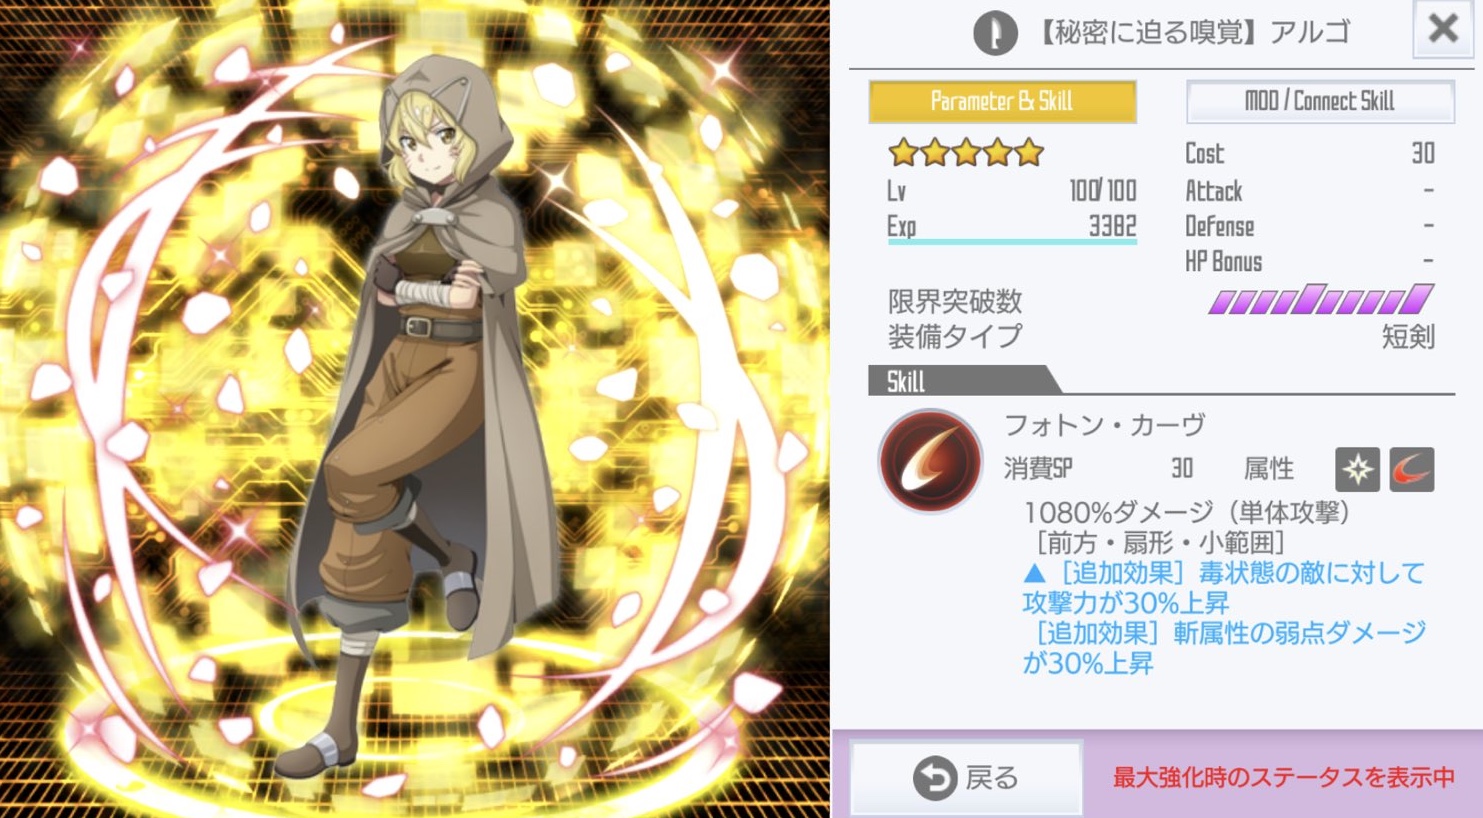 【秘密に迫る嗅覚】アルゴ
Parameter & Skill
MOD / Connect Skill
Lv 100/100
Exp 3382
Cost 30
Attack -
Defense -
HP Bonus -
限界突破数
装備タイプ 短剣
Skill
フォトン・カーヴ
消費SP 30 属性
1080%ダメージ（単体攻撃）
［前方・扇形・小範囲］
▲［追加効果］毒状態の敵に対して
攻撃力が30%上昇
［追加効果］斬属性の弱点ダメージ
が30%上昇
戻る
最大強化時のステータスを表示中